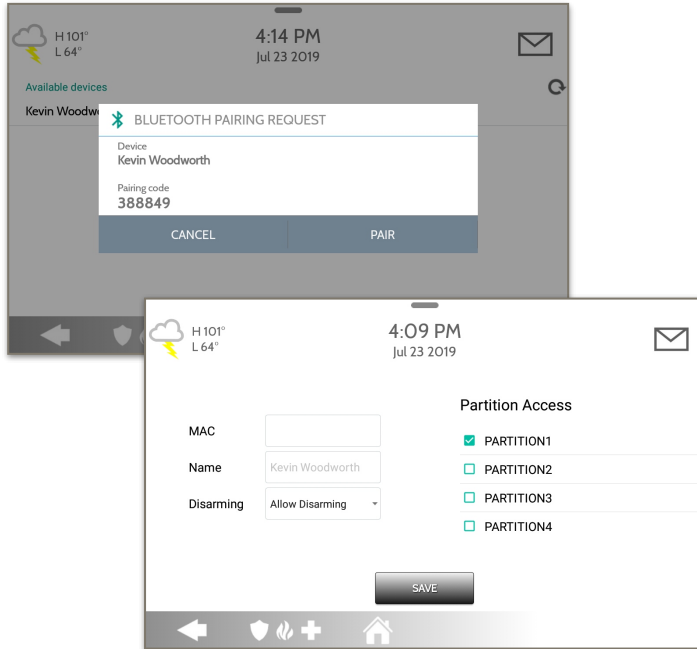 H 101°
L 64°
4:14 PM
Jul 23 2019
Available devices
Kevin Woodw
BLUETOOTH PAIRING REQUEST
Device
Kevin Woodworth
Pairing code
388849
CANCEL
PAIR
H 101°
L 64°
4:09 PM
Jul 23 2019
Partition Access
MAC
PARTITION1
Name
Kevin Woodworth
PARTITION2
Disarming
Allow Disarming
PARTITION3
PARTITION4
SAVE